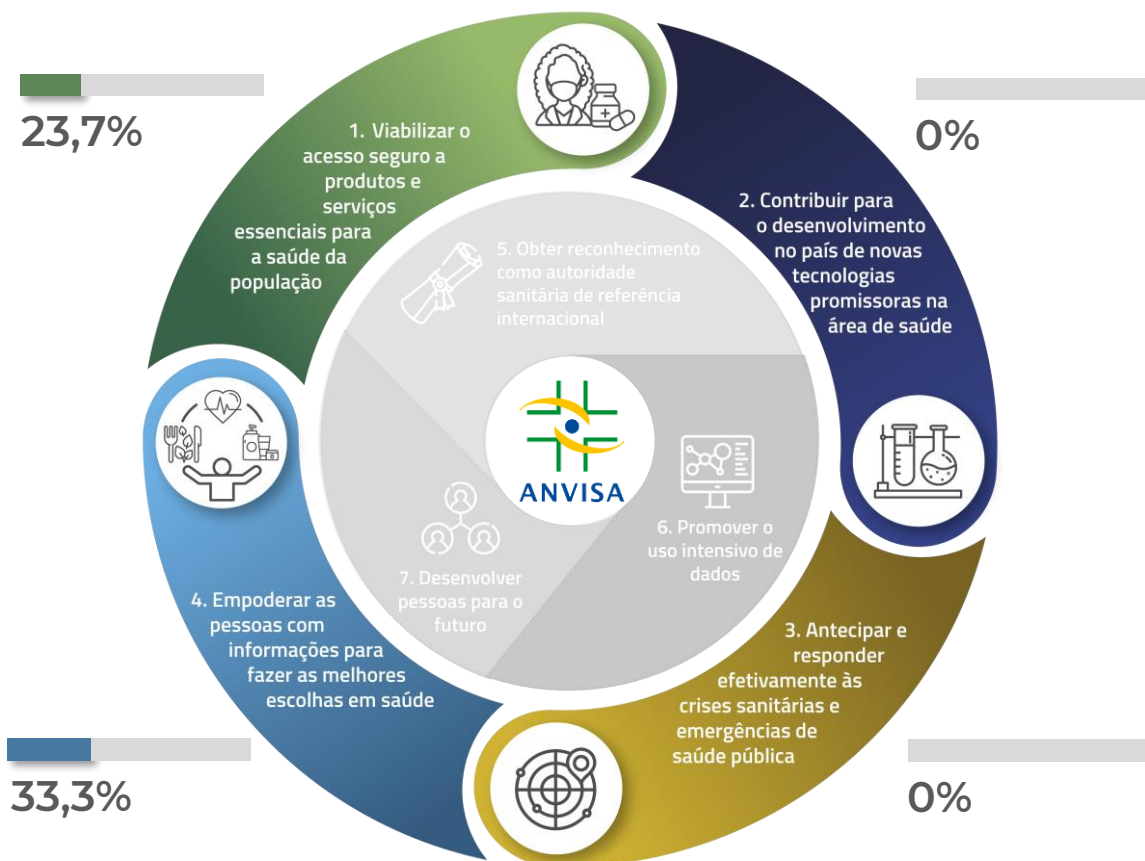 23,7%
1. Viabilizar o
acesso seguro a
produtos e
serviços
essenciais para
a saúde da
população
0%
2. Contribuir para
o desenvolvimento
no país de novas
tecnologias
promissoras na
área de saúde
5. Obter reconhecimento
como autoridade
sanitária de referência
internacional
ANVISA
6. Promover o
uso intensivo de
dados
7. Desenvolver
pessoas para o
futuro
4. Empoderar as
pessoas com
informações para
fazer as melhores
escolhas em saúde
33,3%
3. Antecipar e
responder
efetivamente às
crises sanitárias e
emergências de
saúde pública
0%